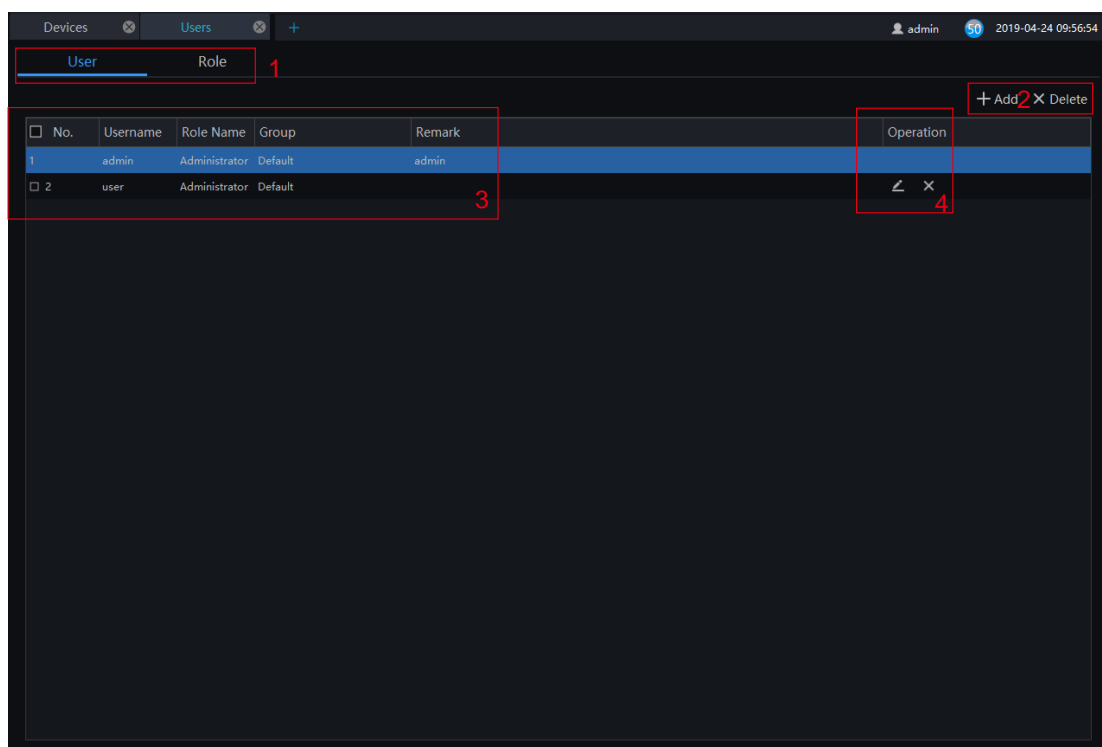 Devices Users + admin 50 2019-04-24 09:56:54
User Role 1
+ Add 2 × Delete
No. Username Role Name Group Remark Operation
1 admin Administrator Default admin
2 user Administrator Default
3 4